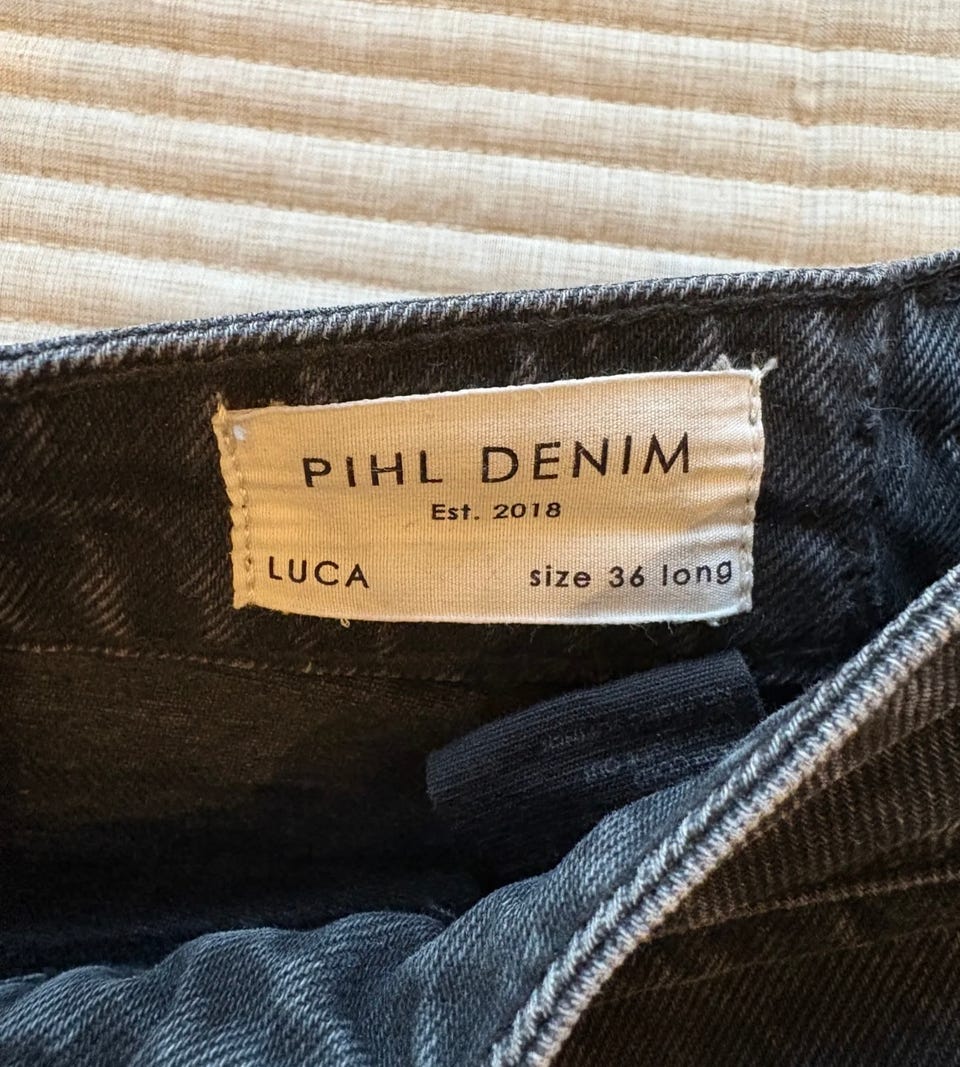 PIHL DENIM
Est. 2018
LUCA size 36 long